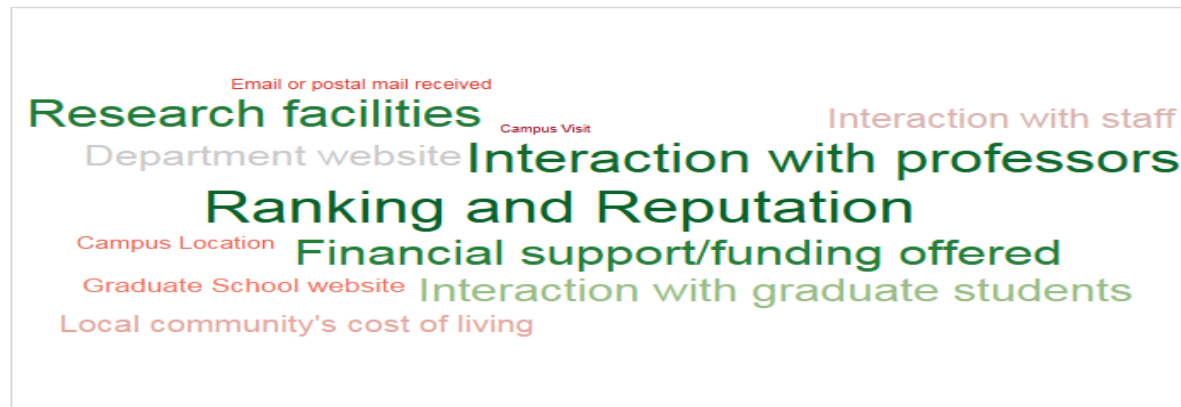 Email or postal mail received
Research facilities
Campus Visit
Interaction with staff
Department website
Interaction with professors
Ranking and Reputation
Campus Location
Financial support/funding offered
Graduate School website
Interaction with graduate students
Local community's cost of living